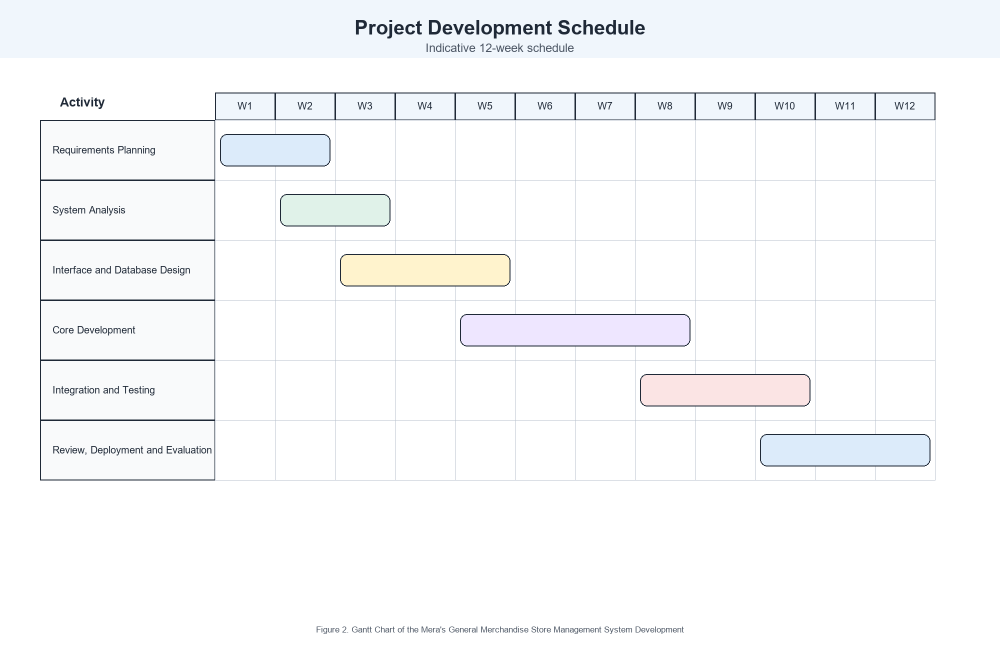 Project Development Schedule
Indicative 12-week schedule
Activity W1 W2 W3 W4 W5 W6 W7 W8 W9 W10 W11 W12
Requirements Planning
System Analysis
Interface and Database Design
Core Development
Integration and Testing
Review, Deployment and Evaluation
Figure 2. Gantt Chart of the Mera's General Merchandise Store Management System Development